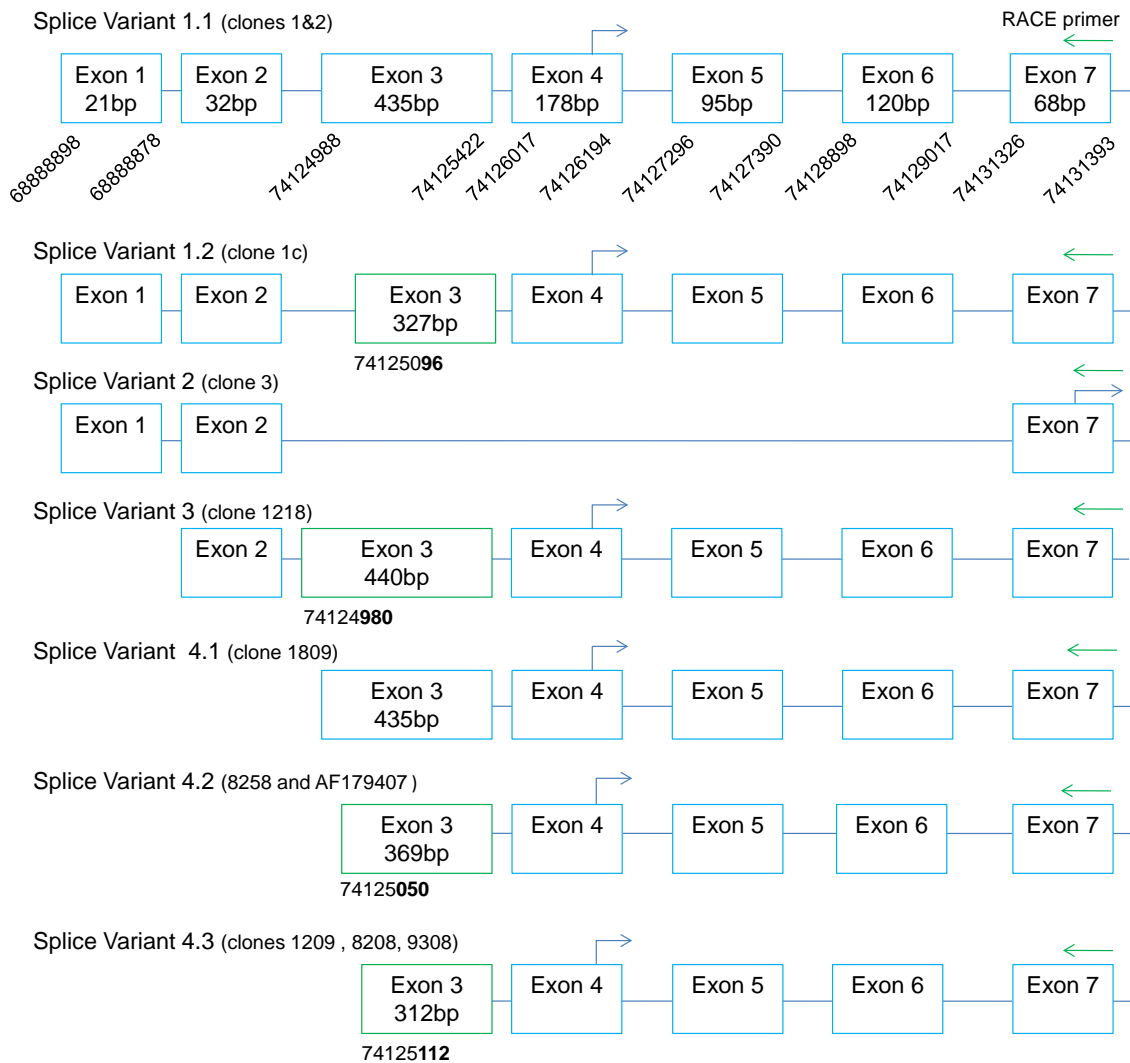 Splice Variant 1.1 (clones 1&2)
RACE primer
Exon 1
21bp
Exon 2
32bp
Exon 3
435bp
Exon 4
178bp
Exon 5
95bp
Exon 6
120bp
Exon 7
68bp
68888898
68888878
74124988
74125422
74126017
74126194
74127296
74127390
74128898
74129017
74131326
74131393
Splice Variant 1.2 (clone 1c)
Exon 1
Exon 2
Exon 3
327bp
Exon 4
Exon 5
Exon 6
Exon 7
74125096
Splice Variant 2 (clone 3)
Exon 1
Exon 2
Exon 7
Splice Variant 3 (clone 1218)
Exon 2
Exon 3
440bp
Exon 4
Exon 5
Exon 6
Exon 7
74124980
Splice Variant 4.1 (clone 1809)
Exon 3
435bp
Exon 4
Exon 5
Exon 6
Exon 7
Splice Variant 4.2 (8258 and AF179407 )
Exon 3
369bp
Exon 4
Exon 5
Exon 6
Exon 7
74125050
Splice Variant 4.3 (clones 1209 , 8208, 9308)
Exon 3
312bp
Exon 4
Exon 5
Exon 6
Exon 7
74125112